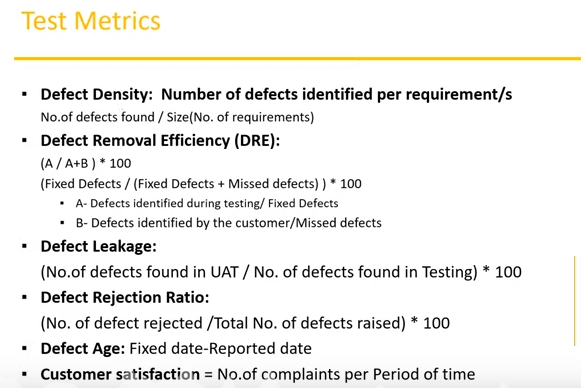 Test Metrics
▪ Defect Density: Number of defects identified per requirement/s
No.of defects found / Size(No. of requirements)
▪ Defect Removal Efficiency (DRE):
(A / A+B ) * 100
(Fixed Defects / (Fixed Defects + Missed defects) ) * 100
▪ A- Defects identified during testing/ Fixed Defects
▪ B- Defects identified by the customer/Missed defects
▪ Defect Leakage:
(No.of defects found in UAT / No. of defects found in Testing) * 100
▪ Defect Rejection Ratio:
(No. of defect rejected /Total No. of defects raised) * 100
▪ Defect Age: Fixed date-Reported date
▪ Customer satisfaction = No.of complaints per Period of time